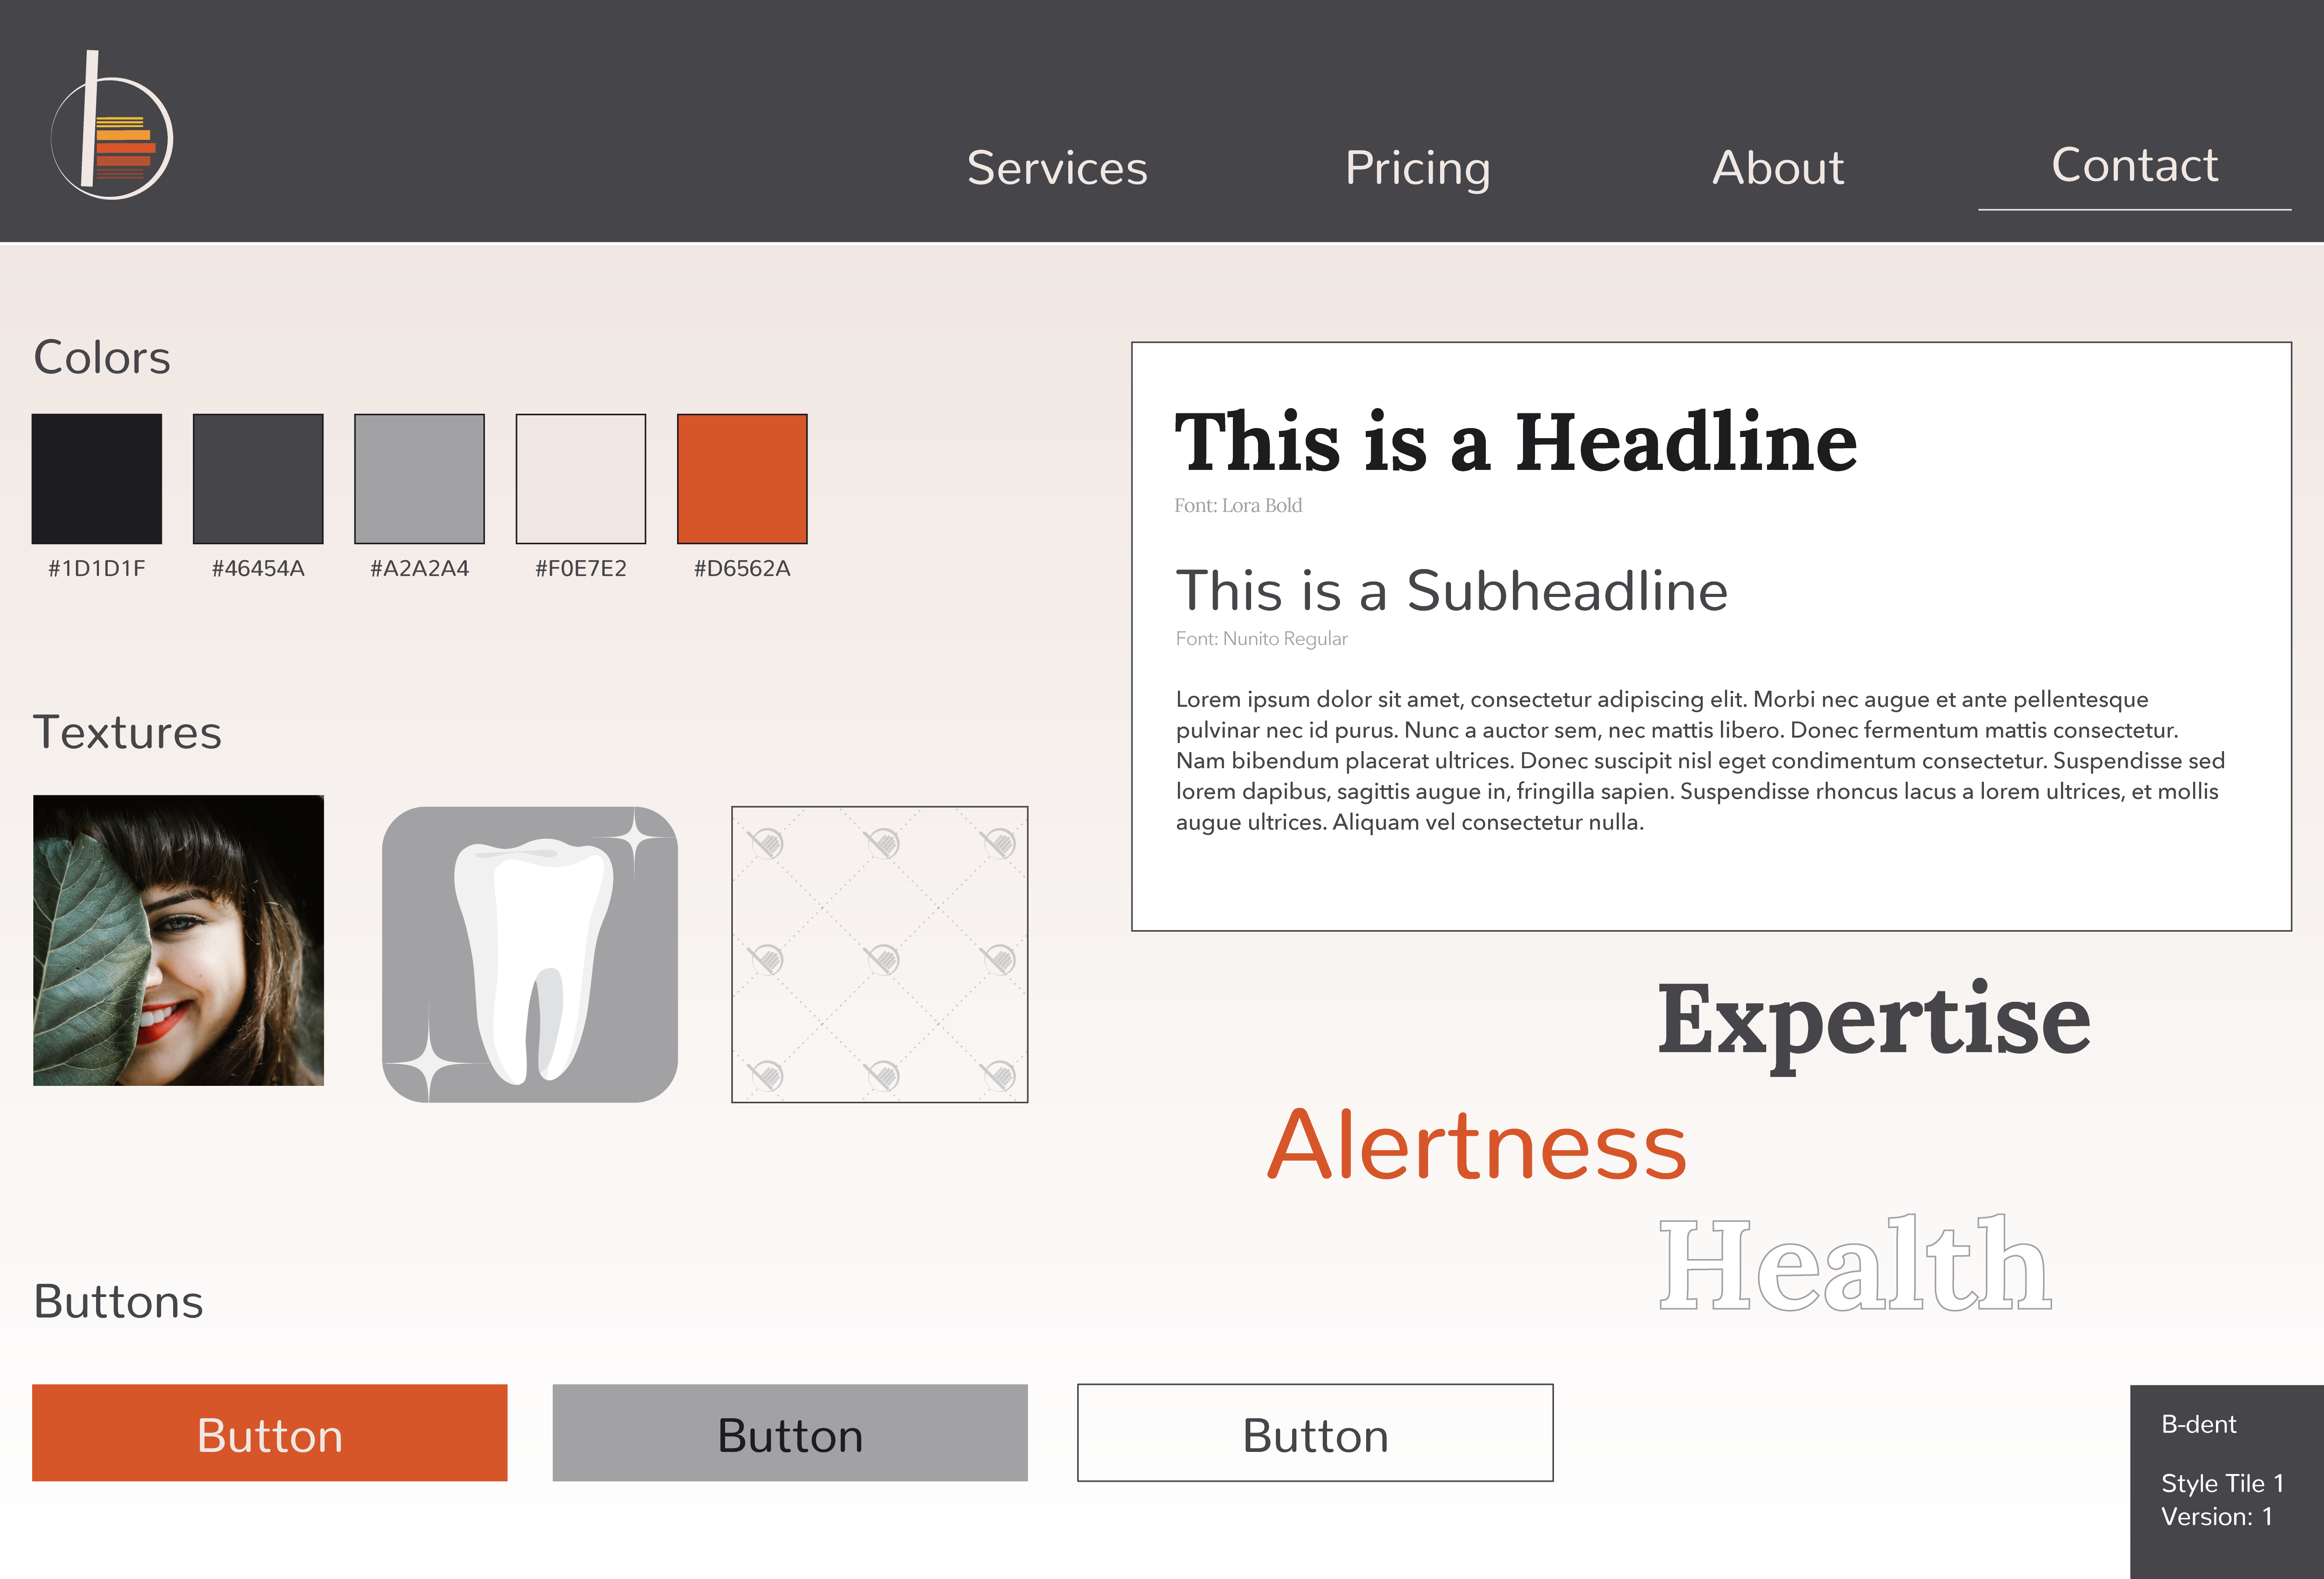 Services
Pricing
About
Contact
Colors
#1D1D1F
#46454A
#A2A2A4
#F0E7E2
#D6562A
Textures
This is a Headline
Font: Lora Bold
This is a Subheadline
Font: Nunito Regular
Lorem ipsum dolor sit amet, consectetur adipiscing elit. Morbi nec augue et ante pellentesque
pulvinar nec id purus. Nunc a auctor sem, nec mattis libero. Donec fermentum mattis consectetur.
Nam bibendum placerat ultrices. Donec suscipit nisl eget condimentum consectetur. Suspendisse sed
lorem dapibus, sagittis augue in, fringilla sapien. Suspendisse rhoncus lacus a lorem ultrices, et mollis
augue ultrices. Aliquam vel consectetur nulla.
Expertise
Alertness
Health
Buttons
Button
Button
Button
B-dent
Style Tile 1
Version: 1